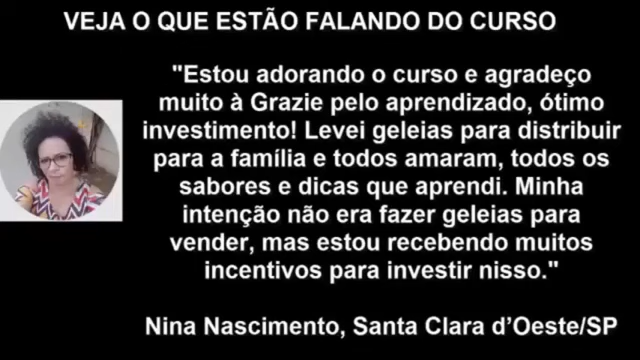 VEJA O QUE ESTÃO FALANDO DO CURSO
"Estou adorando o curso e agradeço
muito à Grazie pelo aprendizado, ótimo
investimento! Levei geleias para distribuir
para a família e todos amaram, todos os
sabores e dicas que aprendi. Minha
intenção não era fazer geleias para
vender, mas estou recebendo muitos
incentivos para investir nisso."
Nina Nascimento, Santa Clara d’Oeste/SP